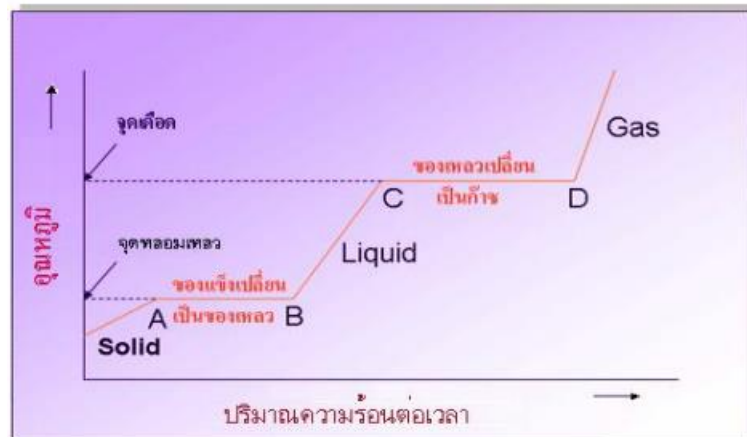 จุดเดือด
Gas
ของเหลวเปลี่ยน
เป็นก๊าซ
C
D
อุณหภูมิ
จุดหลอมเหลว
Liquid
ของแข็งเปลี่ยน
เป็นของเหลว
A
B
Solid
ปริมาณความร้อนต่อเวลา